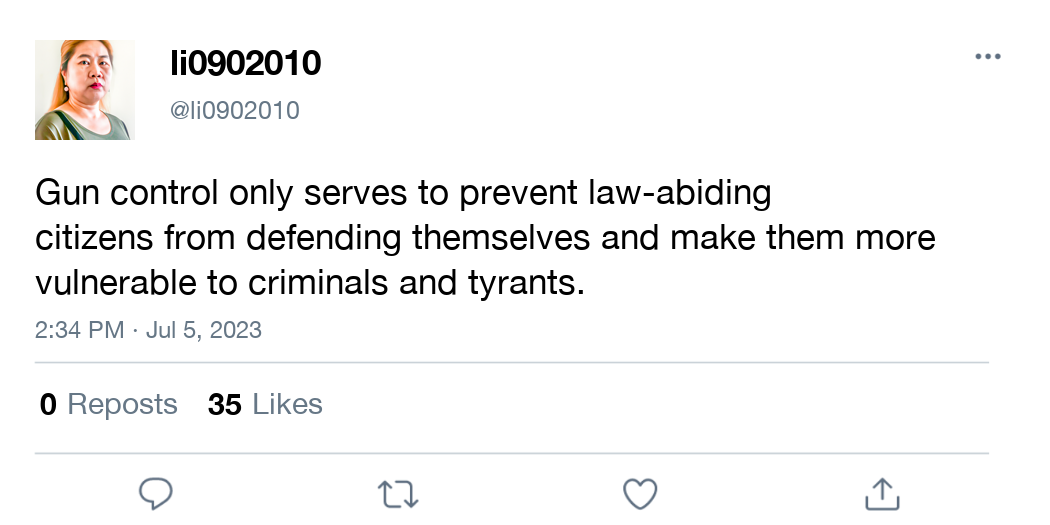 li0902010
@li0902010
Gun control only serves to prevent law-abiding
citizens from defending themselves and make them more
vulnerable to criminals and tyrants.
2:34 PM · Jul 5, 2023
0 Reposts 35 Likes